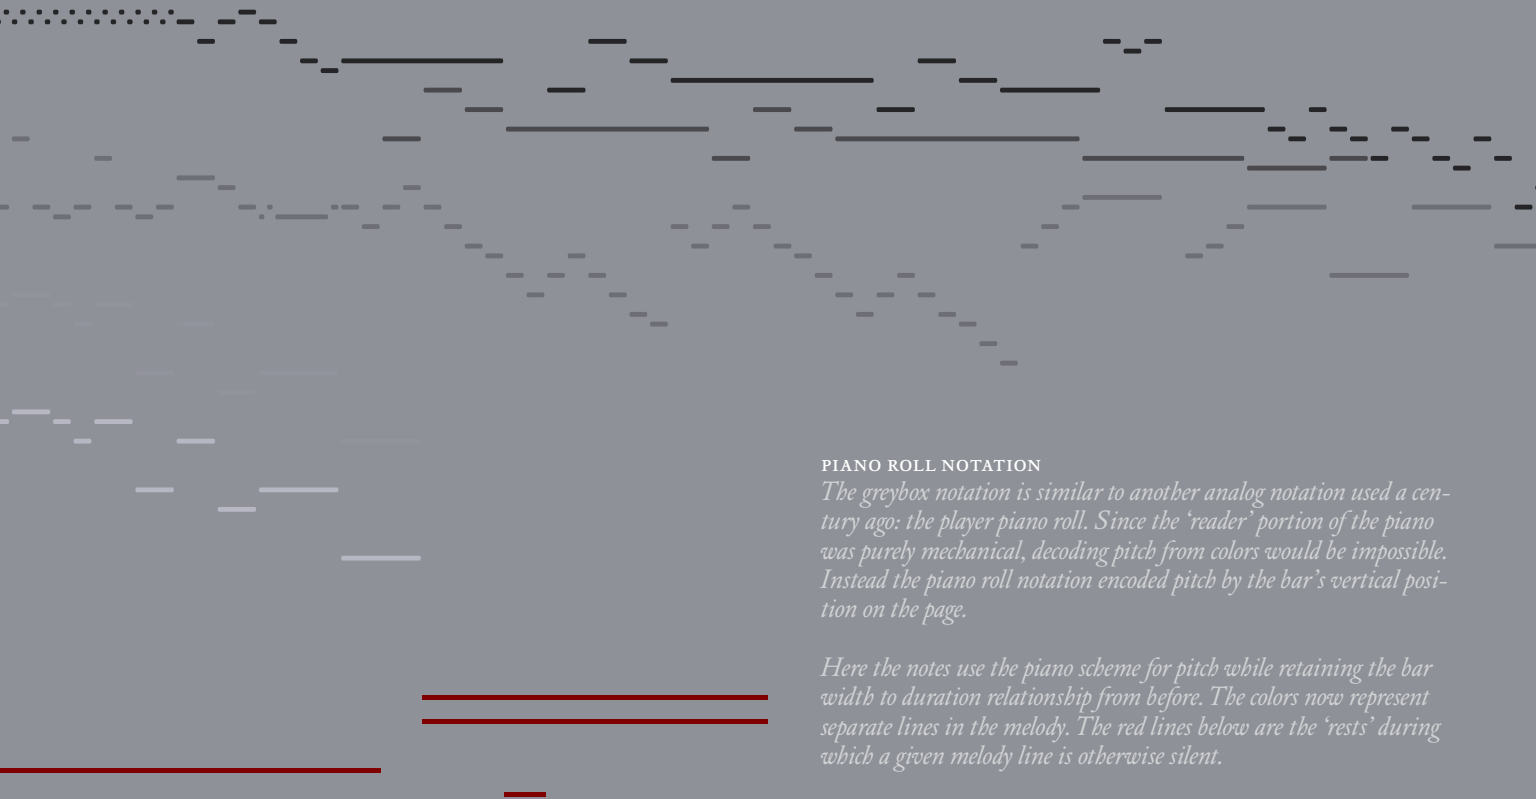 PIANO ROLL NOTATION
The greybox notation is similar to another analog notation used a cen-
tury ago: the player piano roll. Since the ‘reader’ portion of the piano
was purely mechanical, decoding pitch from colors would be impossible.
Instead the piano roll notation encoded pitch by the bar’s vertical posi-
tion on the page.
Here the notes use the piano scheme for pitch while retaining the bar
width to duration relationship from before. The colors now represent
separate lines in the melody. The red lines below are the ‘rests’ during
which a given melody line is otherwise silent.